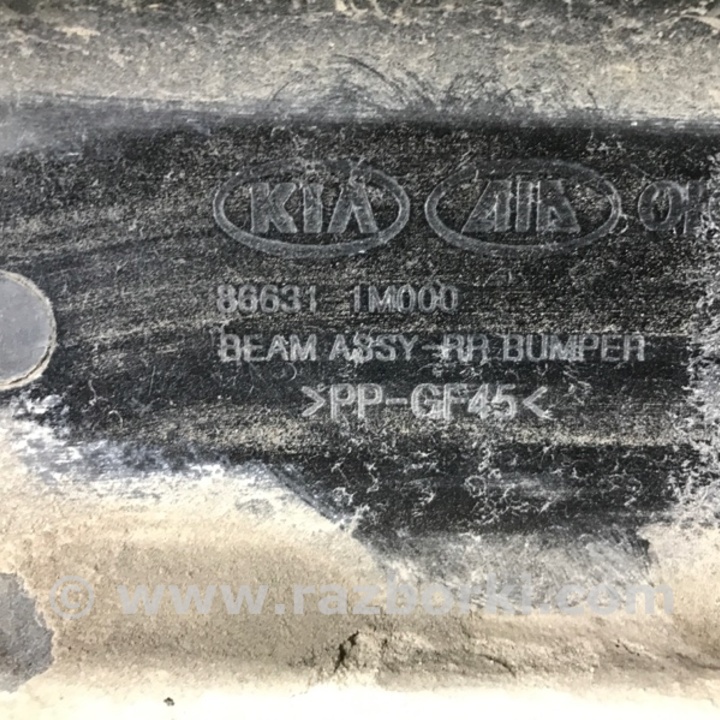 KIA
86631-1M000
BEAM ASSY-RR BUMPER
>PP-GF45<
© www.razborki.com